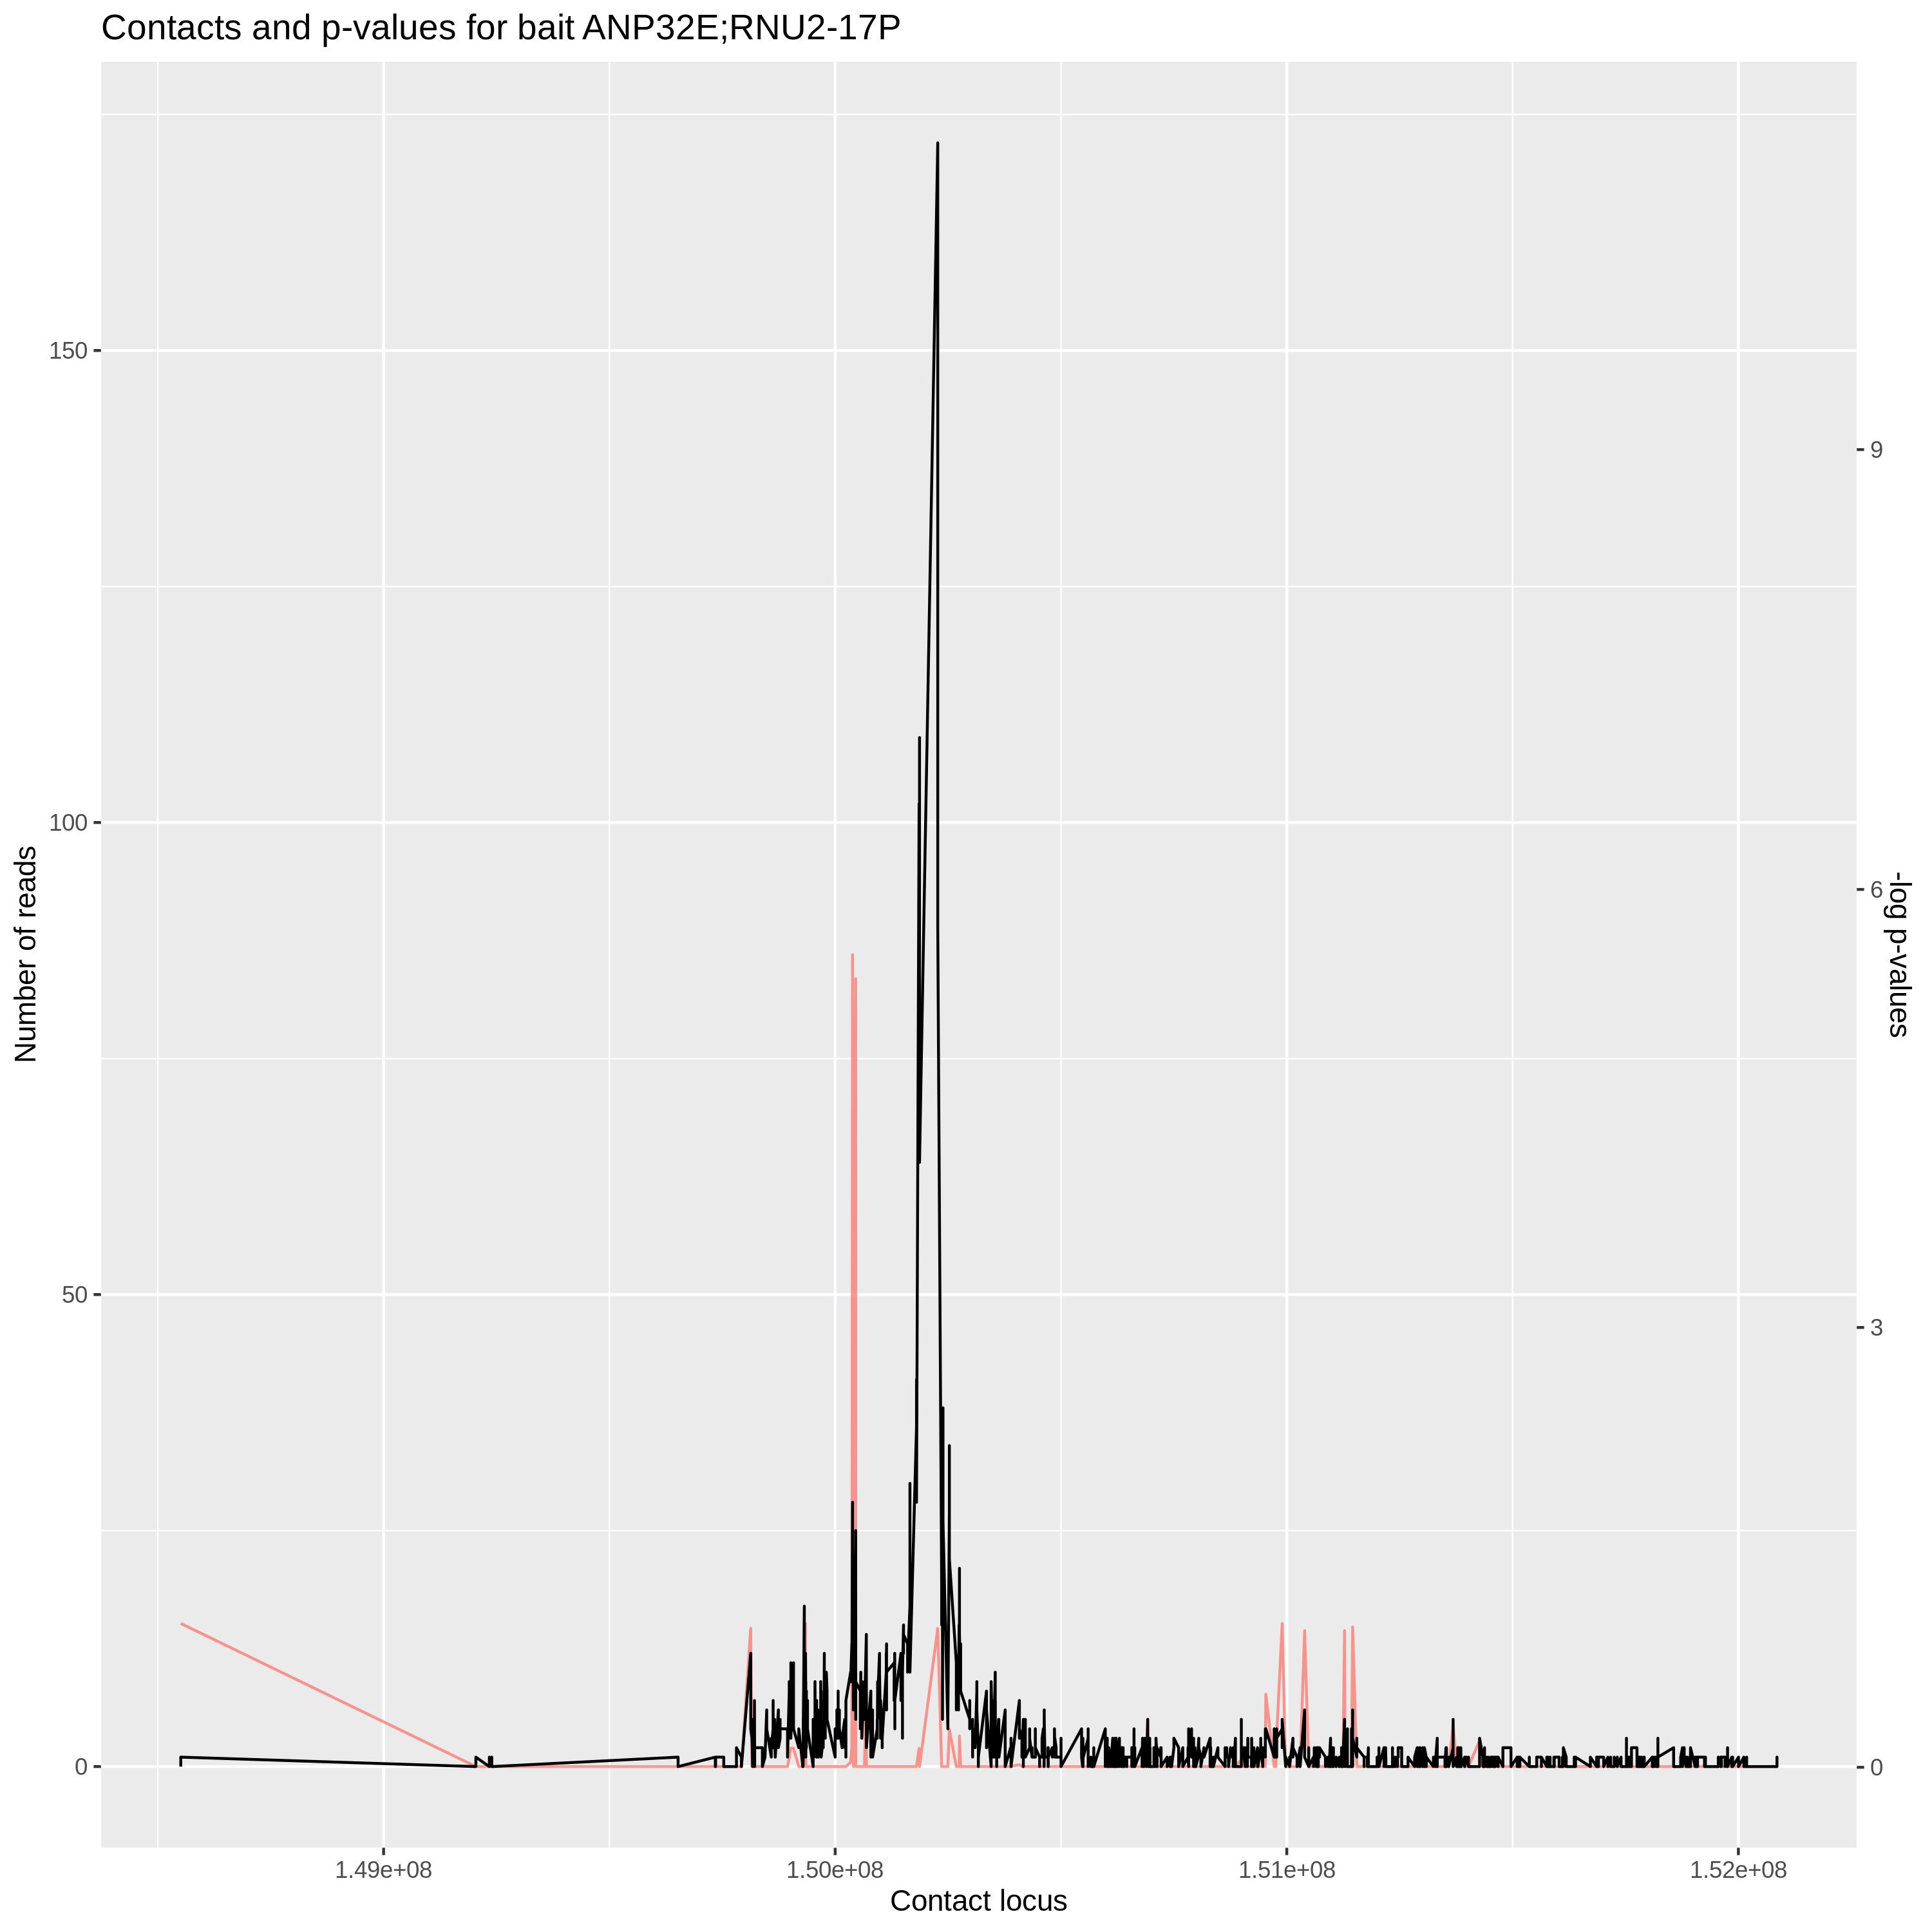 Contacts and p-values for bait ANP32E;RNU2-17P
150
100
50
0
Number of reads
9
6
3
0
-log p-values
1.49e+08
1.50e+08
1.51e+08
1.52e+08
Contact locus